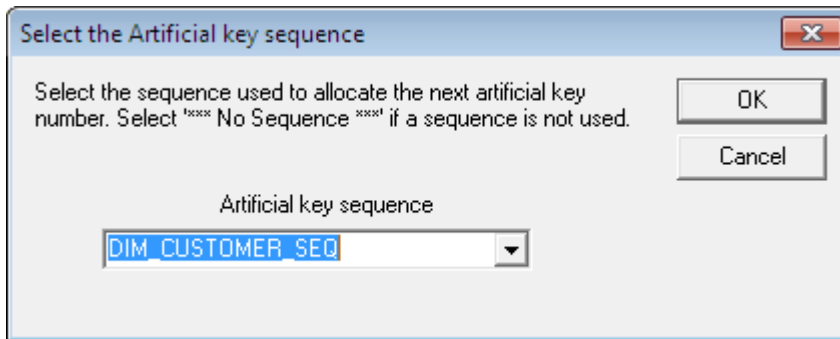 Select the Artificial key sequence
Select the sequence used to allocate the next artificial key
number. Select '*** No Sequence ***' if a sequence is not used.
OK
Cancel
Artificial key sequence
DIM_CUSTOMER_SEQ